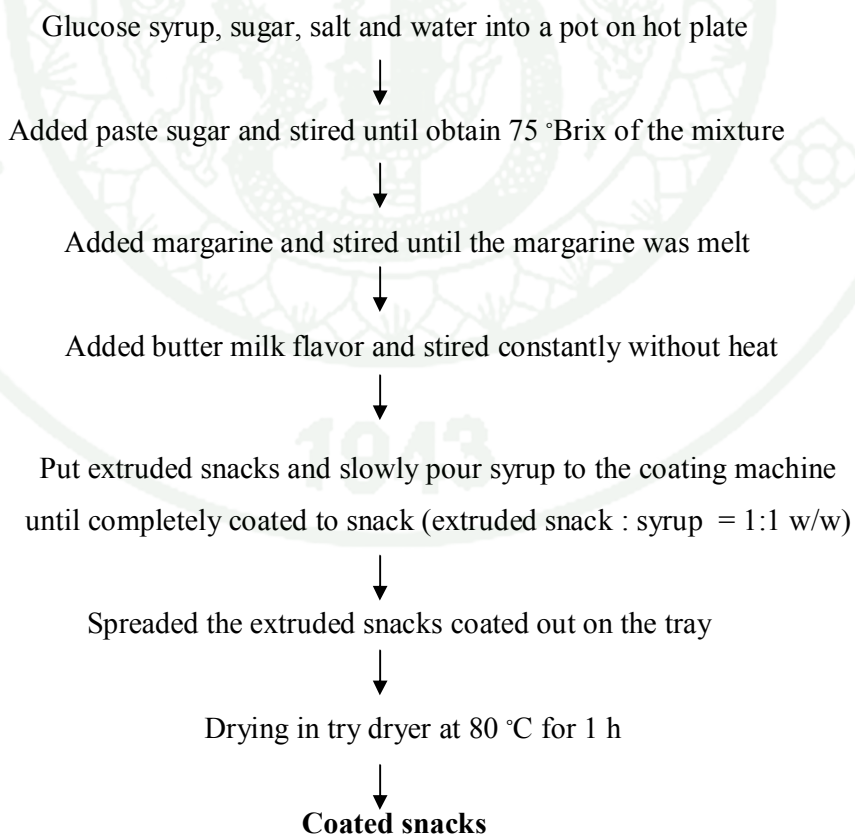 Glucose syrup, sugar, salt and water into a pot on hot plate
Added paste sugar and stired until obtain 75 °Brix of the mixture
Added margarine and stired until the margarine was melt
Added butter milk flavor and stired constantly without heat
1943
Put extruded snacks and slowly pour syrup to the coating machine
until completely coated to snack (extruded snack : syrup = 1:1 w/w)
Spreaded the extruded snacks coated out on the tray
Drying in try dryer at 80 °C for 1 h
Coated snacks